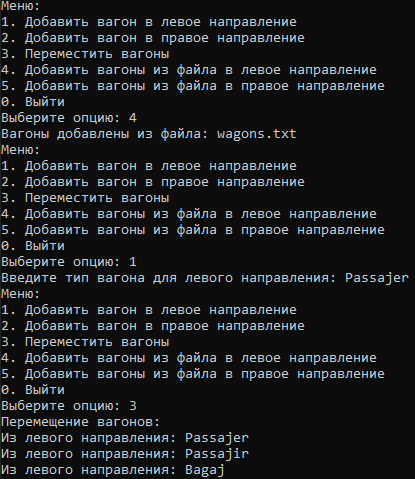 Меню:
1. Добавить вагон в левое направление
2. Добавить вагон в правое направление
3. Переместить вагоны
4. Добавить вагоны из файла в левое направление
5. Добавить вагоны из файла в правое направление
0. Выйти
Выберите опцию: 4
Вагоны добавлены из файла: wagons.txt
Меню:
1. Добавить вагон в левое направление
2. Добавить вагон в правое направление
3. Переместить вагоны
4. Добавить вагоны из файла в левое направление
5. Добавить вагоны из файла в правое направление
0. Выйти
Выберите опцию: 1
Введите тип вагона для левого направления: Passajer
Меню:
1. Добавить вагон в левое направление
2. Добавить вагон в правое направление
3. Переместить вагоны
4. Добавить вагоны из файла в левое направление
5. Добавить вагоны из файла в правое направление
0. Выйти
Выберите опцию: 3
Перемещение вагонов:
Из левого направления: Passajer
Из левого направления: Passajir
Из левого направления: Bagaj